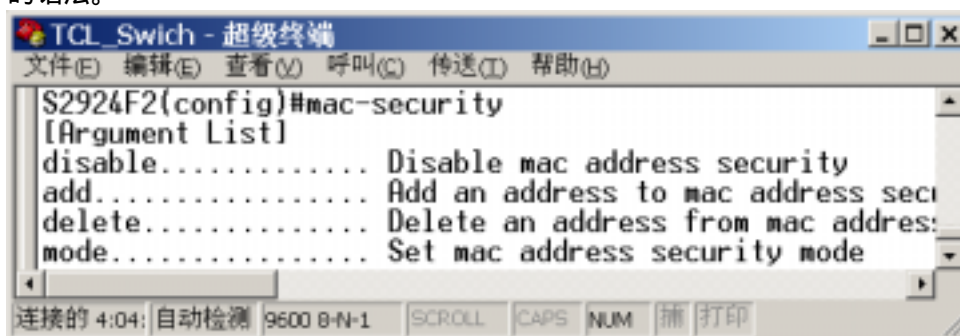 的语法。
TCL_Swich - 超级终端
文件(F) 编辑(E) 查看(V) 呼叫(C) 传送(T) 帮助(H)
S2924F2(config)#mac-security
[Argument List]
disable.............. Disable mac address security
add.................. Add an address to mac address secu
delete............... Delete an address from mac address
mode................. Set mac address security mode
连接的 4:04: 自动检测 9600 8-N-1 SCROLL CAPS NUM 捕 打印